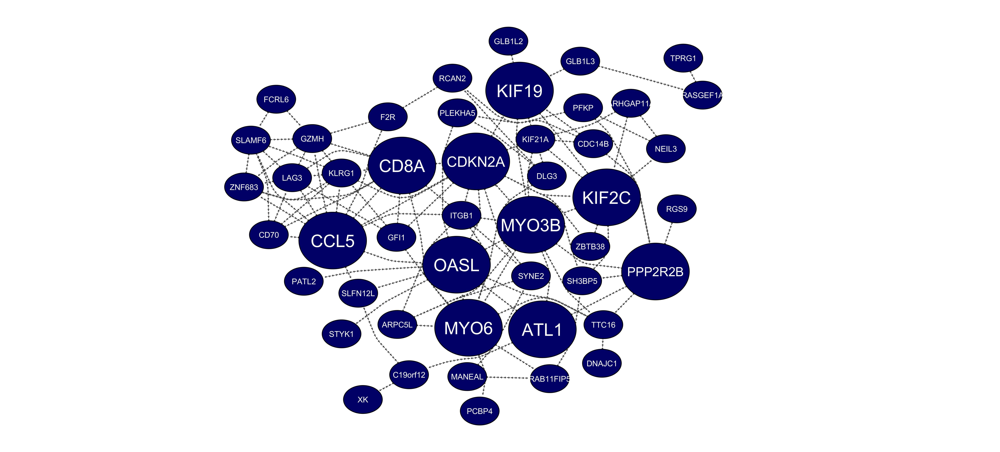 GLB1L2
TPRG1
GLB1L3
RCAN2
KIF19
RASGEF1A
FCRL6
ARHGAP11A
PFKP
PLEKHA5
F2R
GZMH
KIF21A
SLAMF6
CDC14B
NEIL3
CDKN2A
CD8A
KLRG1
DLG3
LAG3
ZNF683
KIF2C
RGS9
ITGB1
MYO3B
CD70
GFI1
CCL5
ZBTB38
OASL
PPP2R2B
SYNE2
SH3BP5
PATL2
SLFN12L
ARPC5L
TTC16
MYO6
ATL1
STYK1
DNAJC1
C19orf12
MANEAL
RAB11FIP5
XK
PCBP4